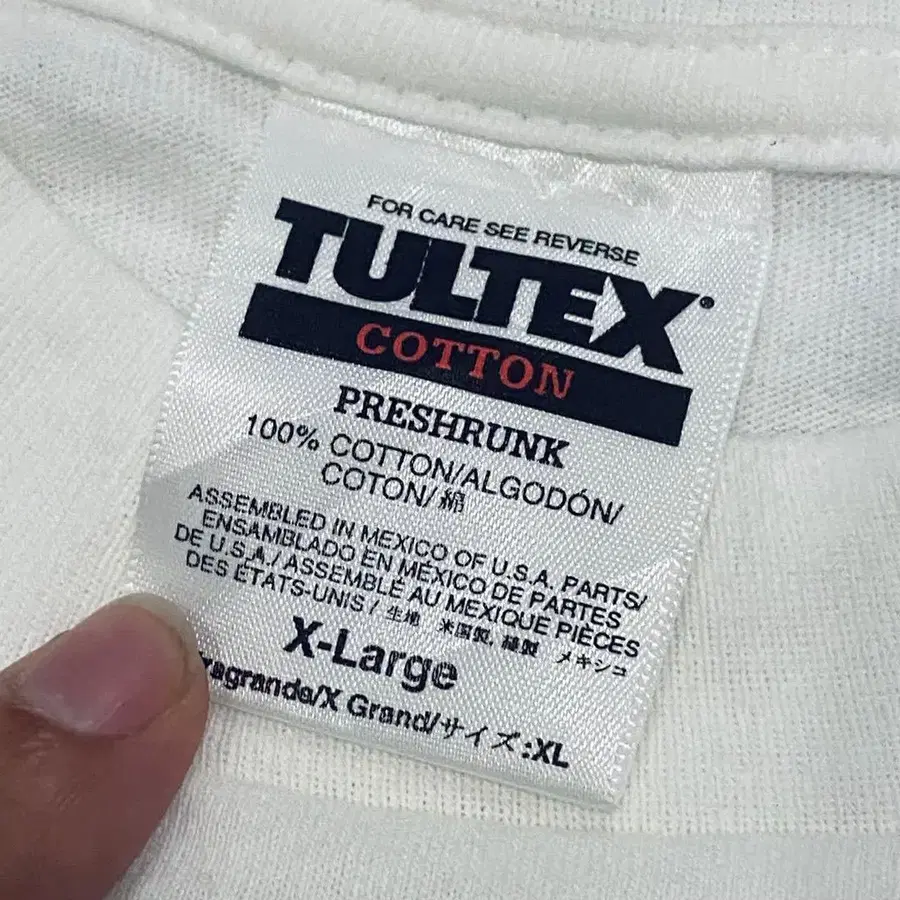 FOR CARE SEE REVERSE
TULTEX®
COTTON
PRESHRUNK
100% COTTON/ALGODÓN/
COTON/綿
ASSEMBLED IN MEXICO OF U.S.A. PARTS/
ENSAMBLADO EN MÉXICO DE PARTES
DE U.S.A./ASSEMBLÉ AU MEXIQUE PIÈCES
DES ÉTATS-UNIS/生地 米国製, 縫製 メキシコ
X-Large
ragrande/X Grand/サイズ:XL